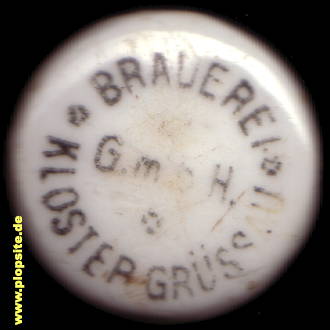 BRAUEREI
G.m.b.H.
KLOSTER GRÜSSAU
www.plopsite.de